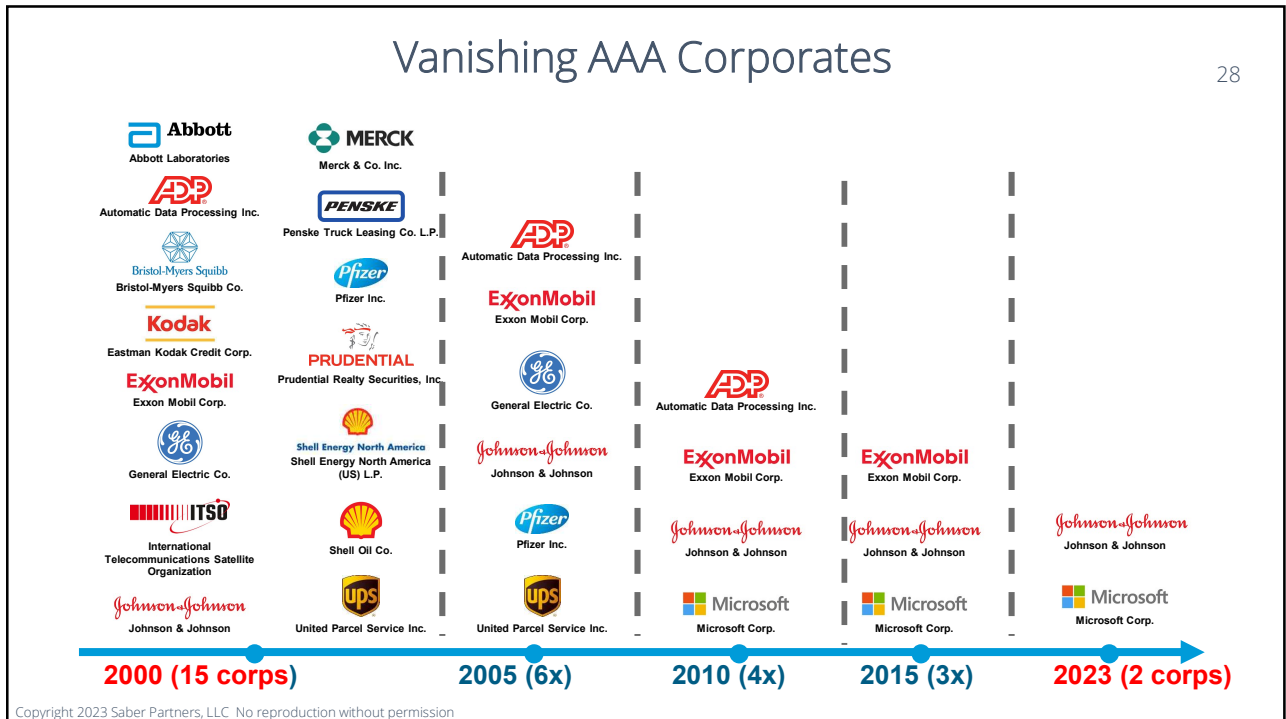 Vanishing AAA Corporates
28
Abbott
Abbott Laboratories
ADP
Automatic Data Processing Inc.
Bristol-Myers Squibb
Bristol-Myers Squibb Co.
Kodak
Eastman Kodak Credit Corp.
ExxonMobil
Exxon Mobil Corp.
GE
General Electric Co.
ITSO
International
Telecommunications Satellite
Organization
Johnson & Johnson
Johnson & Johnson
MERCK
Merck & Co. Inc.
PENSKE
Penske Truck Leasing Co. L.P.
Pfizer
Pfizer Inc.
PRUDENTIAL
Prudential Realty Securities, Inc
Shell Energy North America
Shell Energy North America
(US) L.P.
Shell Oil Co.
ups
United Parcel Service Inc.
ADP
Automatic Data Processing Inc.
ExxonMobil
Exxon Mobil Corp.
GE
General Electric Co.
Johnson & Johnson
Johnson & Johnson
Pfizer
Pfizer Inc.
ups
United Parcel Service Inc.
ADP
Automatic Data Processing Inc.
ExxonMobil
Exxon Mobil Corp.
Johnson & Johnson
Johnson & Johnson
Microsoft
Microsoft Corp.
ExxonMobil
Exxon Mobil Corp.
Johnson & Johnson
Johnson & Johnson
Microsoft
Microsoft Corp.
Johnson & Johnson
Johnson & Johnson
Microsoft
Microsoft Corp.
2000 (15 corps)
2005 (6x)
2010 (4x)
2015 (3x)
2023 (2 corps)
Copyright 2023 Saber Partners, LLC No reproduction without permission